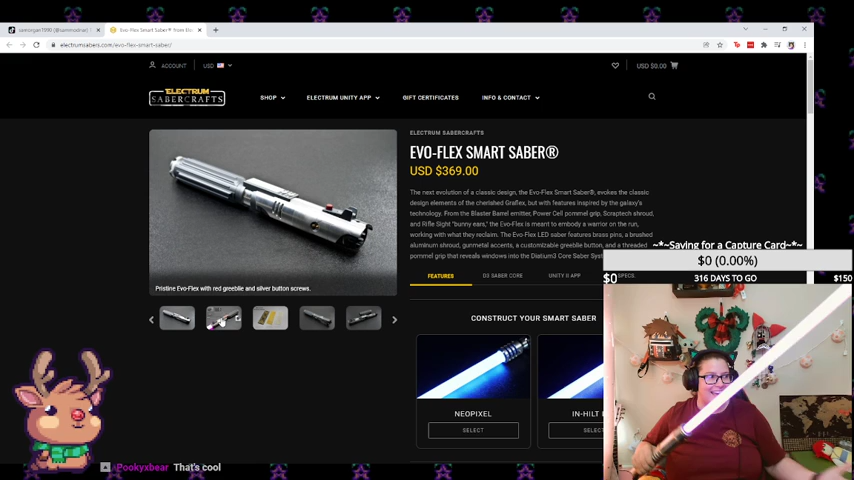 Evo-Flex Smart Saber® from Elec
electrumsabers.com/evo-flex-smart-saber/
ACCOUNT
USD
USD $0.00
ELECTRUM
SABERCRAFTS
SHOP
ELECTRUM UNITY APP
GIFT CERTIFICATES
INFO & CONTACT
ELECTRUM SABERCRAFTS
EVO-FLEX SMART SABER®
USD $369.00
The next evolution of a classic design, the Evo-Flex Smart Saber®, evokes the classic
design elements of the cherished Graflex, but with features inspired by the galaxy's
technology. From the Blaster Barrel emitter, Power Cell pommel grip, Scraptech shroud,
and Rifle Sight "bunny ears," the Evo-Flex is meant to embody a warrior on the run,
working with what they reclaim. The Evo-Flex LED saber features brass pins, a brushed
aluminum shroud, gunmetal accents, a customizable greeblie button, and a threaded
pommel grip that reveals windows into the Diatium3 Core Saber Sys
Pristine Evo-Flex with red greeblie and silver button screws.
FEATURES
D3 SABER CORE
UNITY II APP
SPECS.
~*~Saving for a Capture Card~*~
$0 (0.00%)
$0
316 DAYS TO GO
$150
CONSTRUCT YOUR SMART SABER
NEOPIXEL
SELECT
IN-HILT
SELECT
Pookyxbear That's cool